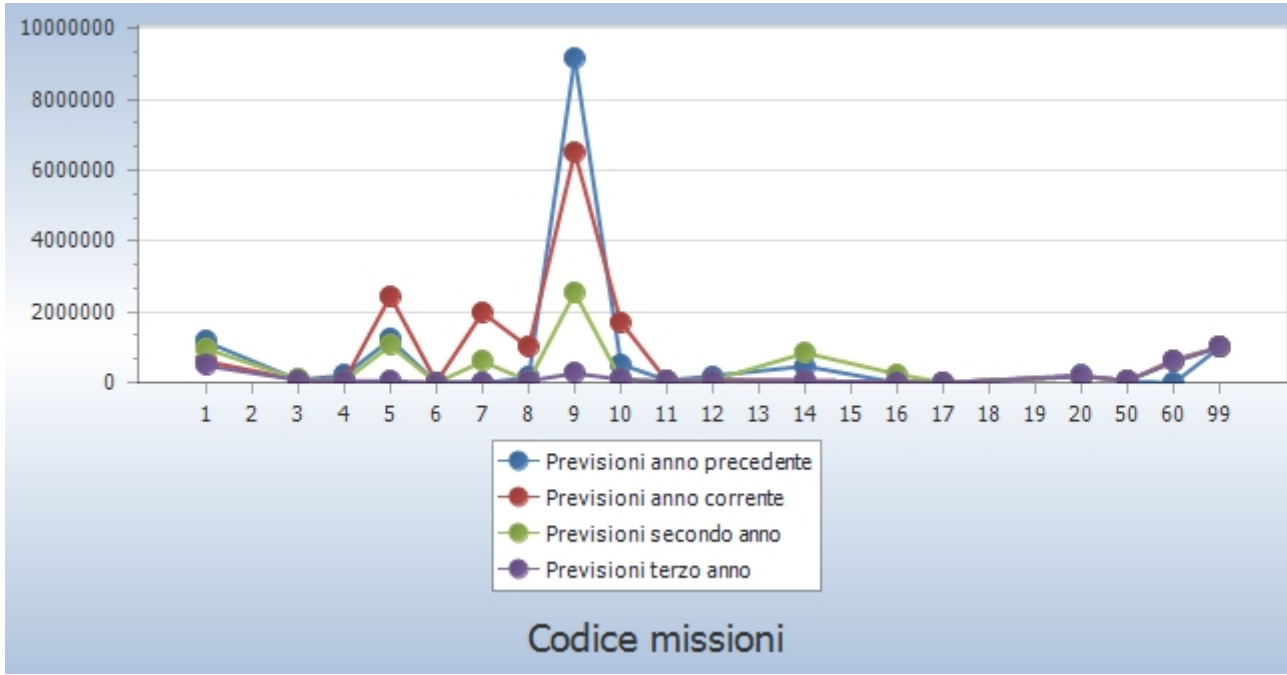 10000000
8000000
6000000
4000000
2000000
0
1 2 3 4 5 6 7 8 9 10 11 12 13 14 15 16 17 18 19 20 50 60 99
Previsioni anno precedente
Previsioni anno corrente
Previsioni secondo anno
Previsioni terzo anno
Codice missioni